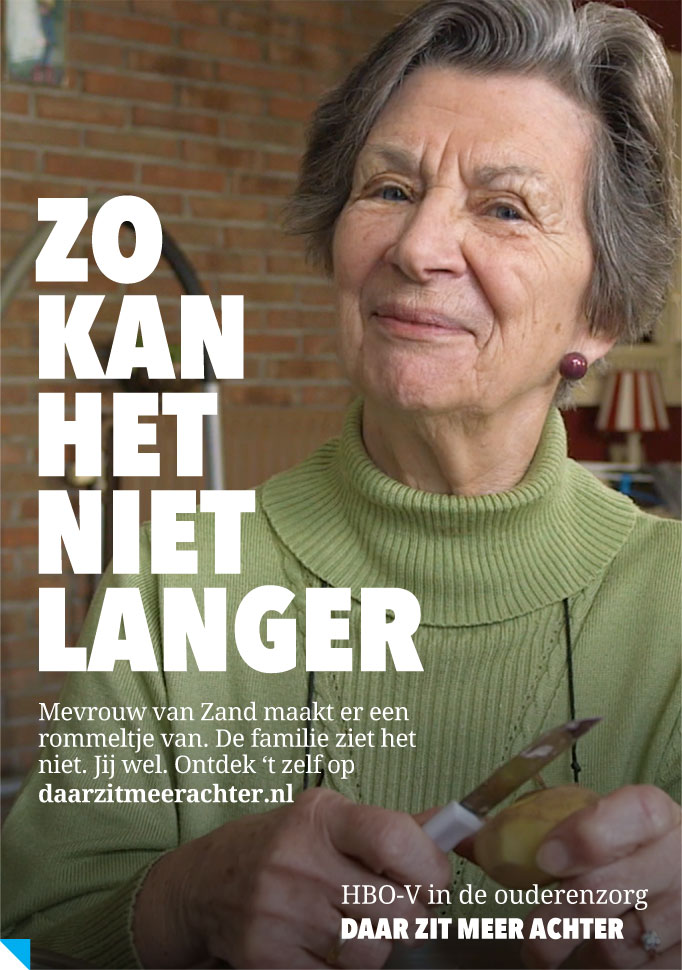 ZO
KAN
HET
NIET
LANGER
Mevrouw van Zand maakt er een
rommeltje van. De familie ziet het
niet. Jij wel. Ontdek ‘t zelf op
daarzitmeerachter.nl
HBO-V in de ouderenzorg
DAAR ZIT MEER ACHTER